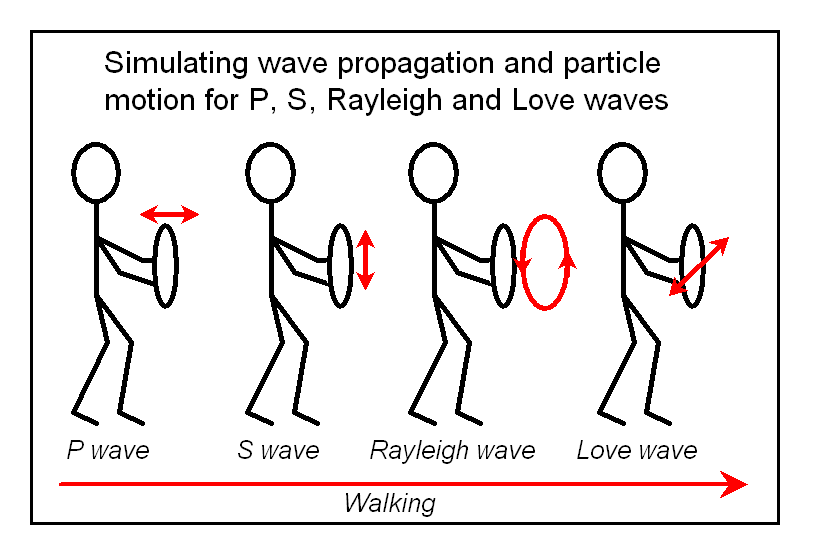 Simulating wave propagation and particle
motion for P, S, Rayleigh and Love waves
P wave
S wave
Rayleigh wave
Love wave
Walking